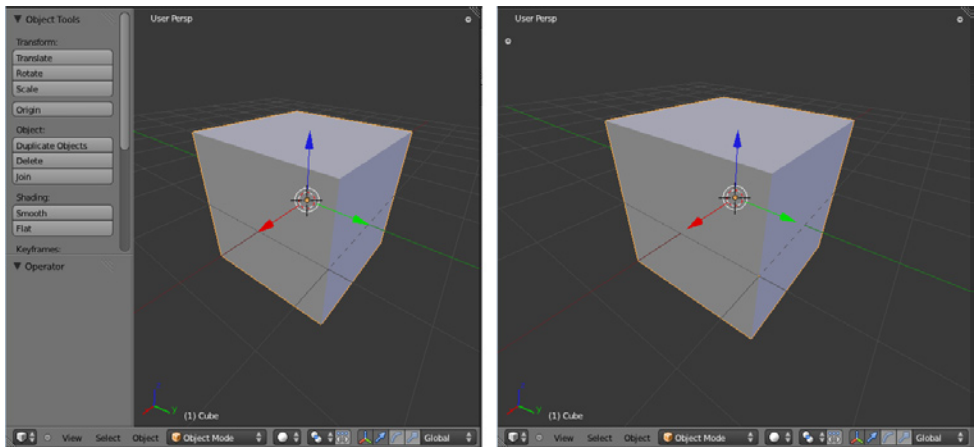 Object Tools
Transform:
Translate
Rotate
Scale
Origin
Object:
Duplicate Objects
Delete
Join
Shading:
Smooth
Flat
Keyframes:
Operator
User Persp
(1) Cube
View Select Object Object Mode Global
User Persp
(1) Cube
View Select Object Object Mode Global